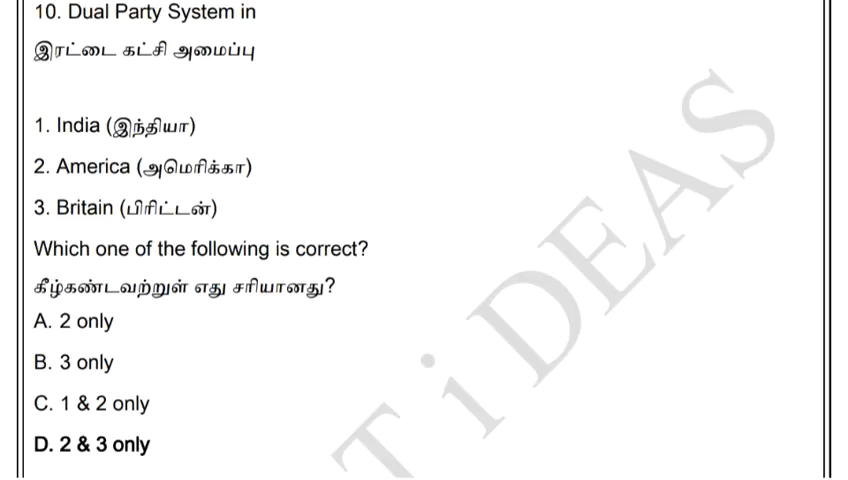 10. Dual Party System in
இரட்டை கட்சி அமைப்பு
1. India (இந்தியா)
2. America (அமெரிக்கா)
3. Britain (பிரிட்டன்)
Which one of the following is correct?
கீழ்கண்டவற்றுள் எது சரியானது?
A. 2 only
B. 3 only
C. 1 & 2 only
D. 2 & 3 only
T i DEAS